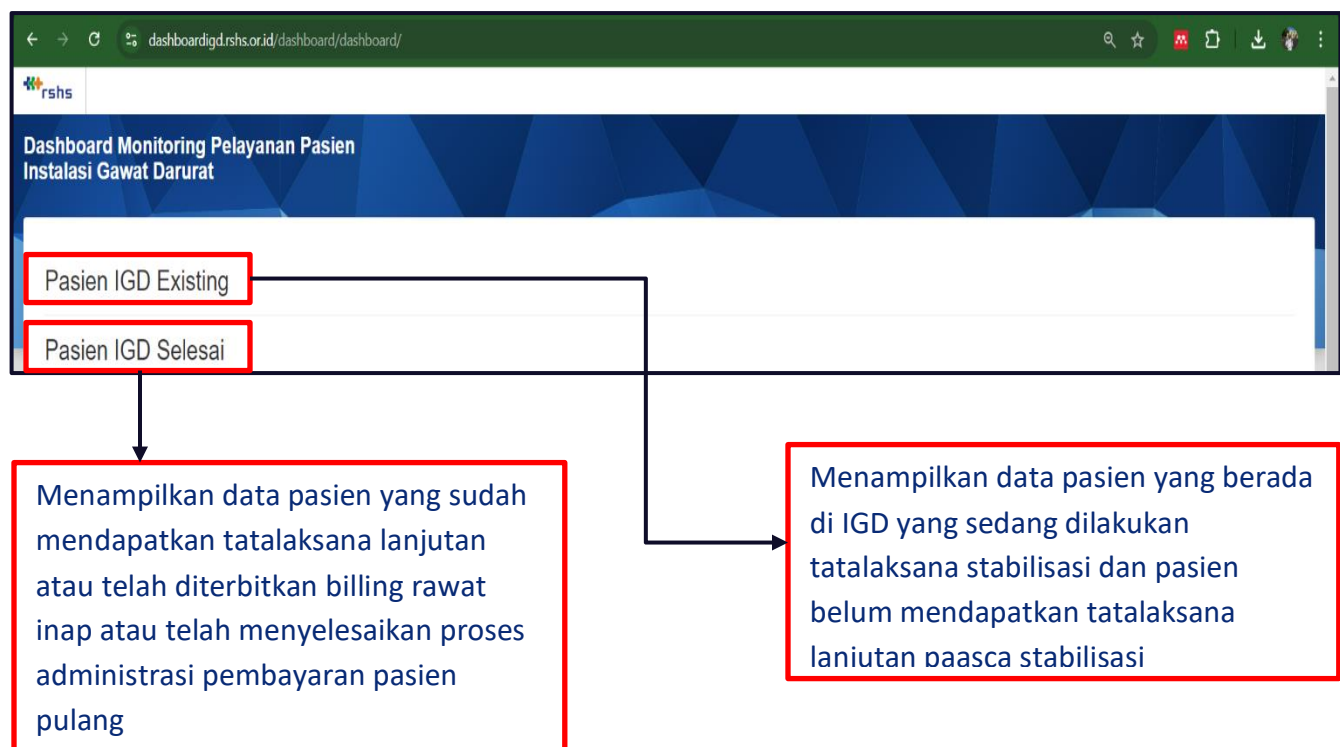 dashboardigd.rshs.or.id/dashboard/dashboard/
rshs
Dashboard Monitoring Pelayanan Pasien
Instalasi Gawat Darurat
Pasien IGD Existing
Pasien IGD Selesai
Menampilkan data pasien yang sudah
mendapatkan tatalaksana lanjutan
atau telah diterbitkan billing rawat
inap atau telah menyelesaikan proses
administrasi pembayaran pasien
pulang
Menampilkan data pasien yang berada
di IGD yang sedang dilakukan
tatalaksana stabilisasi dan pasien
belum mendapatkan tatalaksana
lanjutan paasca stabilisasi